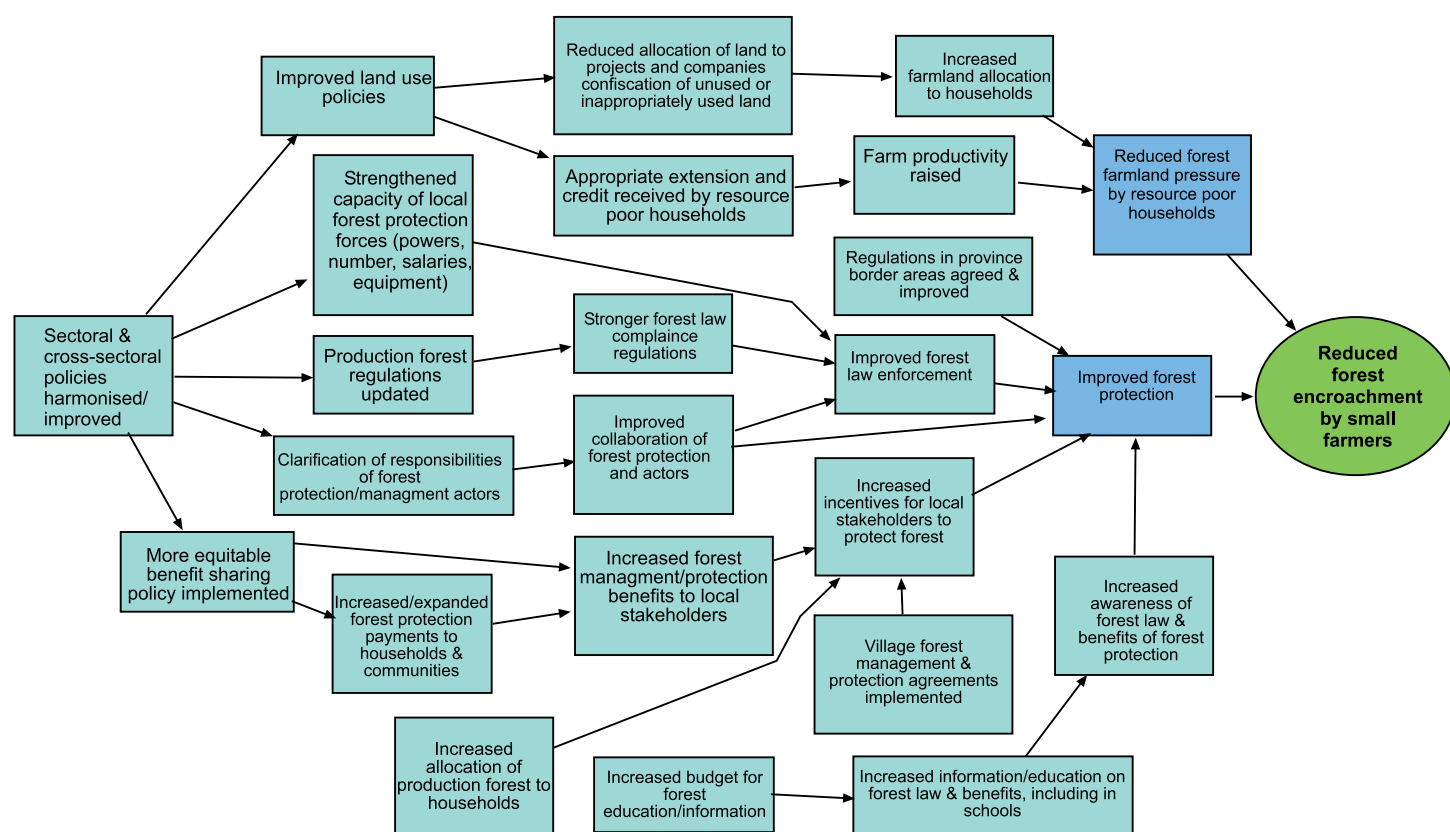 Improved land use
policies
Reduced allocation of land to
projects and companies
confiscation of unused or
inappropriately used land
Increased
farmland allocation
to households
Strengthened
capacity of local
forest protection
forces (powers,
number, salaries,
equipment)
Appropriate extension and
credit received by resource
poor households
Farm productivity
raised
Reduced forest
farmland pressure
by resource poor
households
Regulations in province
border areas agreed &
improved
Sectoral &
cross-sectoral
policies
harmonised/
improved
Production forest
regulations
updated
Stronger forest law
complaince
regulations
Improved forest
law enforcement
Improved forest
protection
Reduced
forest
encroachment
by small
farmers
Clarification of responsibilities
of forest
protection/managment actors
Improved
collaboration of
forest protection
and actors
Increased
incentives for local
stakeholders to
protect forest
More equitable
benefit sharing
policy implemented
Increased/expanded
forest protection
payments to
households &
communities
Increased forest
managment/protection
benefits to local
stakeholders
Village forest
management &
protection agreements
implemented
Increased
awareness of
forest law &
benefits of forest
protection
Increased
allocation of
production forest to
households
Increased budget for
forest
education/information
Increased information/education on
forest law & benefits, including in
schools